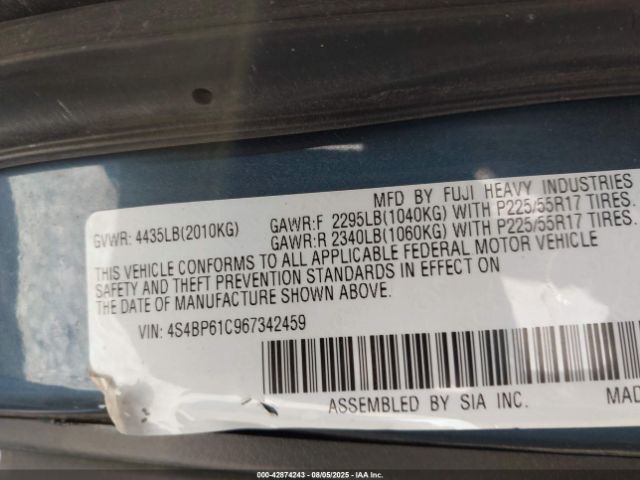 MFD BY FUJI HEAVY INDUSTRIES
GVWR: 4435LB(2010KG) GAWR:F 2295LB(1040KG) WITH P225/55R17 TIRES.
GAWR:R 2340LB(1060KG) WITH P225/55R17 TIRES.
THIS VEHICLE CONFORMS TO ALL APPLICABLE FEDERAL MOTOR VEHICLE
SAFETY AND THEFT PREVENTION STANDARDS IN EFFECT ON
THE DATE OF MANUFACTURE SHOWN ABOVE.
VIN: 4S4BP61C967342459
ASSEMBLED BY SIA INC. MAD
000-42874243 - 08/05/2025 - IAA Inc.